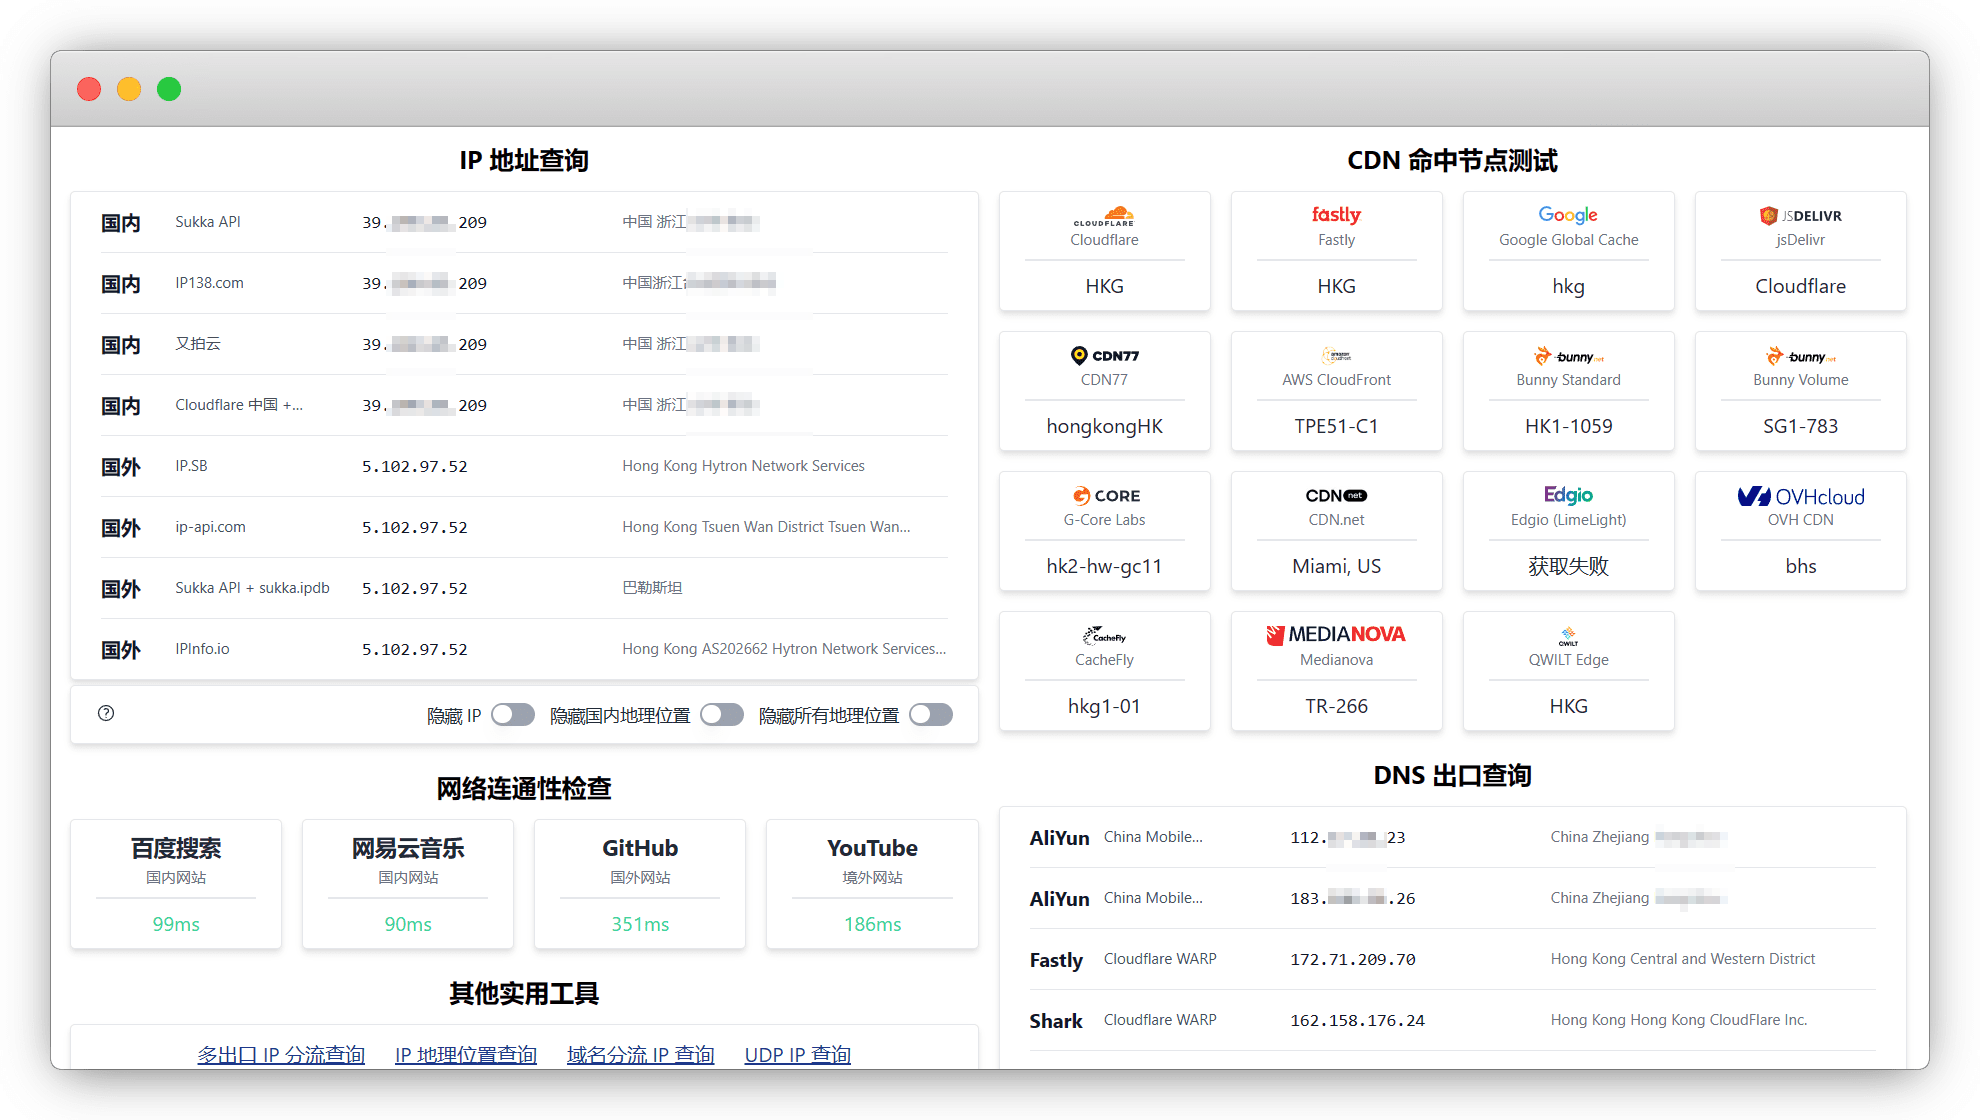 IP 地址查询
国内 Sukka API 39. 209 中国 浙江
国内 IP138.com 39. 209 中国浙江
国内 又拍云 39. 209 中国 浙江
国内 Cloudflare 中国 +... 39. 209 中国 浙江
国外 IP.SB 5.102.97.52 Hong Kong Hytron Network Services
国外 ip-api.com 5.102.97.52 Hong Kong Tsuen Wan District Tsuen Wan...
国外 Sukka API + sukka.ipdb 5.102.97.52 巴勒斯坦
国外 IPInfo.io 5.102.97.52 Hong Kong AS202662 Hytron Network Services...
隐藏 IP 隐藏国内地理位置 隐藏所有地理位置
网络连通性检查
百度搜索
国内网站
99ms
网易云音乐
国内网站
90ms
GitHub
国外网站
351ms
YouTube
境外网站
186ms
其他实用工具
多出口 IP 分流查询 IP 地理位置查询 域名分流 IP 查询 UDP IP 查询
CDN 命中节点测试
CLOUDFLARE
Cloudflare
HKG
fastly
Fastly
HKG
Google
Google Global Cache
hkg
JSDELIVR
jsDelivr
Cloudflare
CDN77
CDN77
hongkongHK
amazon
cloudfront
AWS CloudFront
TPE51-C1
bunny.net
Bunny Standard
HK1-1059
bunny.net
Bunny Volume
SG1-783
CORE
G-Core Labs
hk2-hw-gc11
CDN net
CDN.net
Miami, US
Edgio
Edgio (LimeLight)
获取失败
OVHcloud
OVH CDN
bhs
CacheFly
CacheFly
hkg1-01
MEDIANOVA
Medianova
TR-266
QWILT
QWILT Edge
HKG
DNS 出口查询
AliYun China Mobile... 112. .23 China Zhejiang
AliYun China Mobile... 183. .26 China Zhejiang
Fastly Cloudflare WARP 172.71.209.70 Hong Kong Central and Western District
Shark Cloudflare WARP 162.158.176.24 Hong Kong Hong Kong CloudFlare Inc.